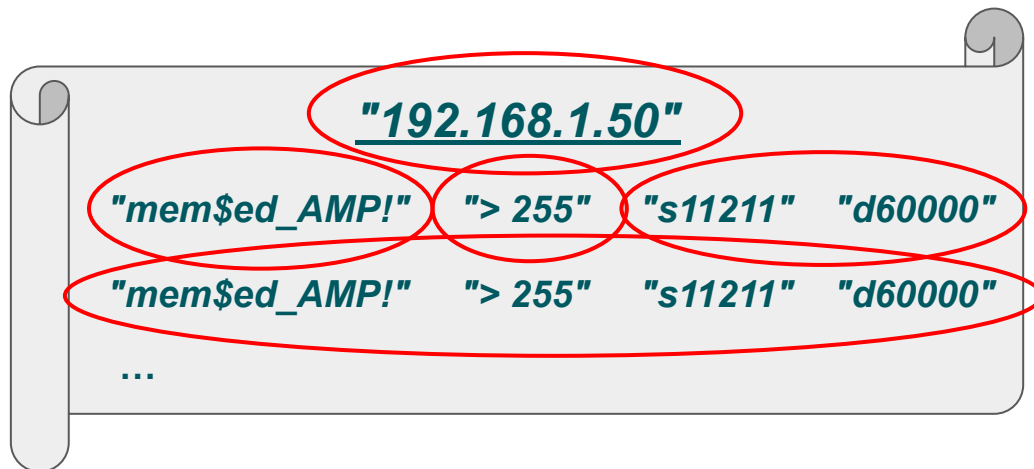 "192.168.1.50"
"mem$ed_AMP!" "> 255" "s11211" "d60000"
"mem$ed_AMP!" "> 255" "s11211" "d60000"
...